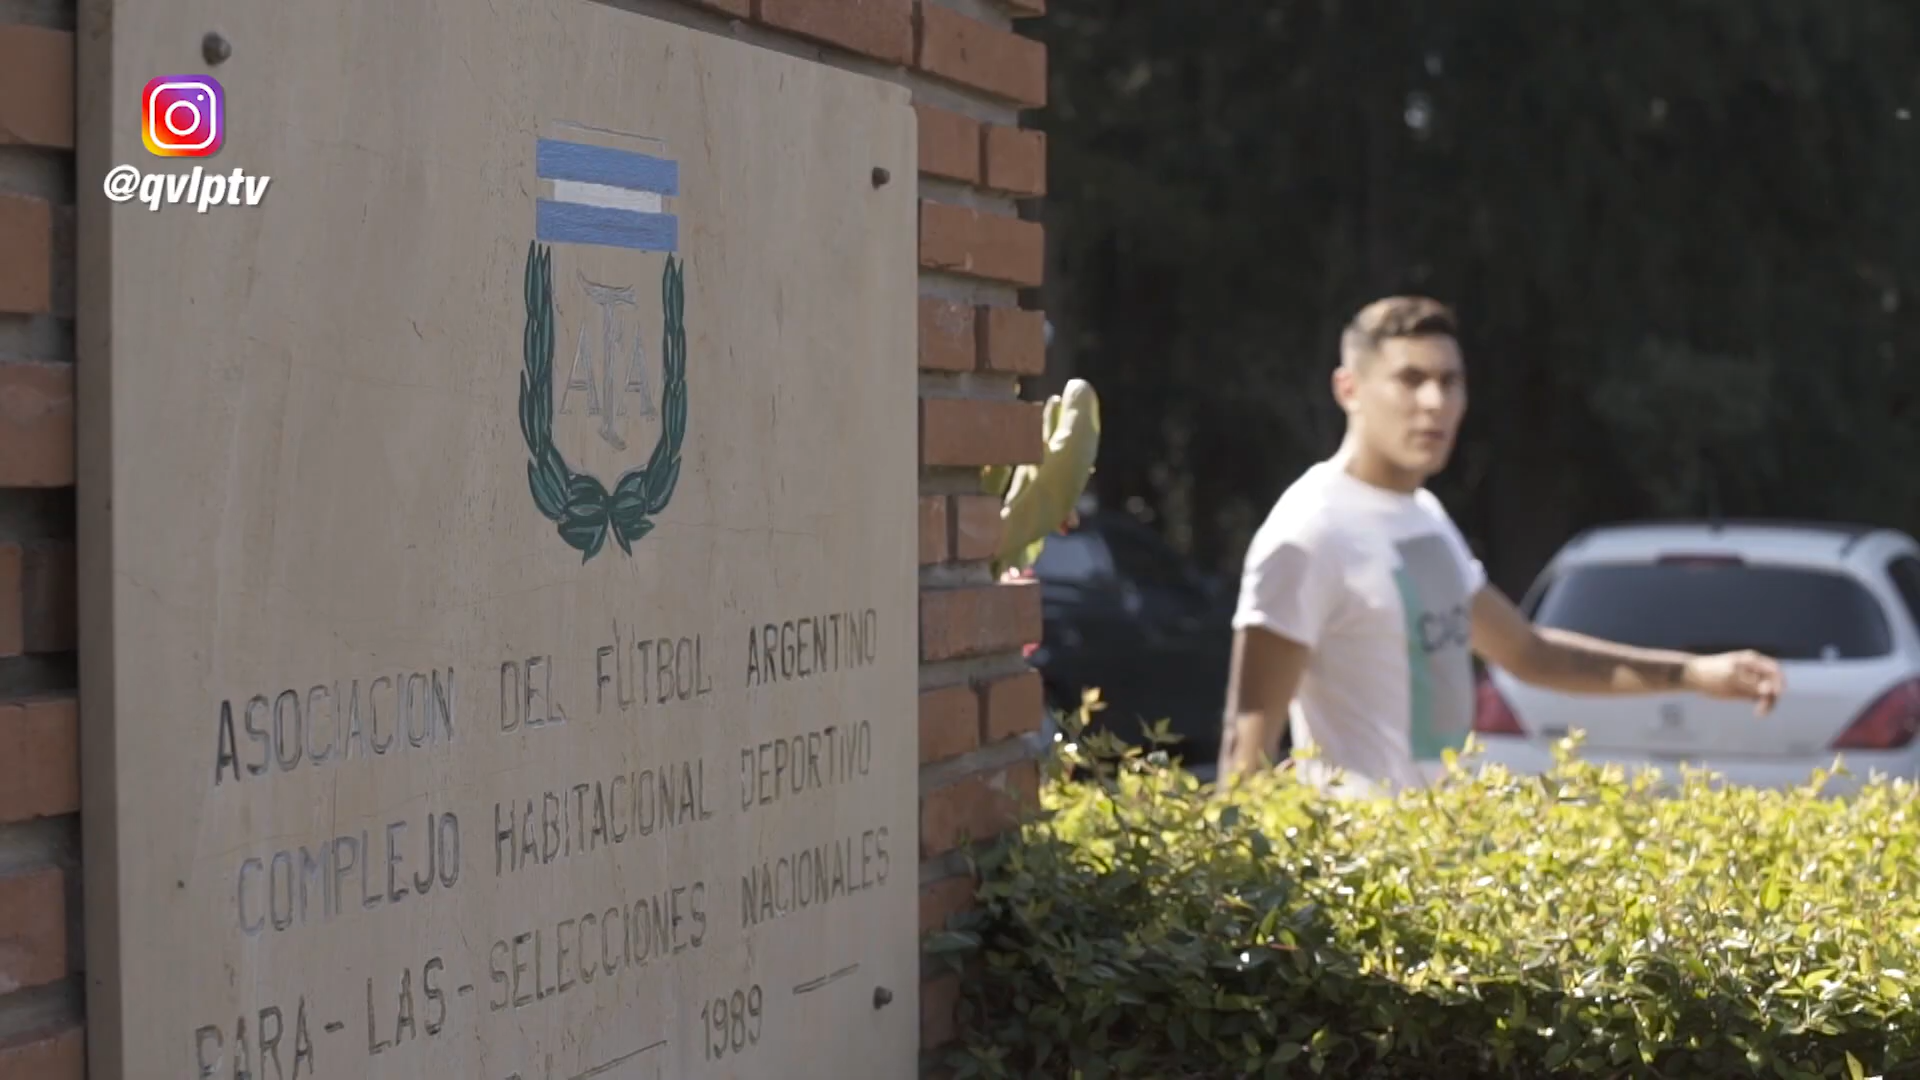 @qvlptv
AFA
ASOCIACION DEL FUTBOL ARGENTINO
COMPLEJO HABITACIONAL DEPORTIVO
PARA-LAS-SELECCIONES NACIONALES
1989